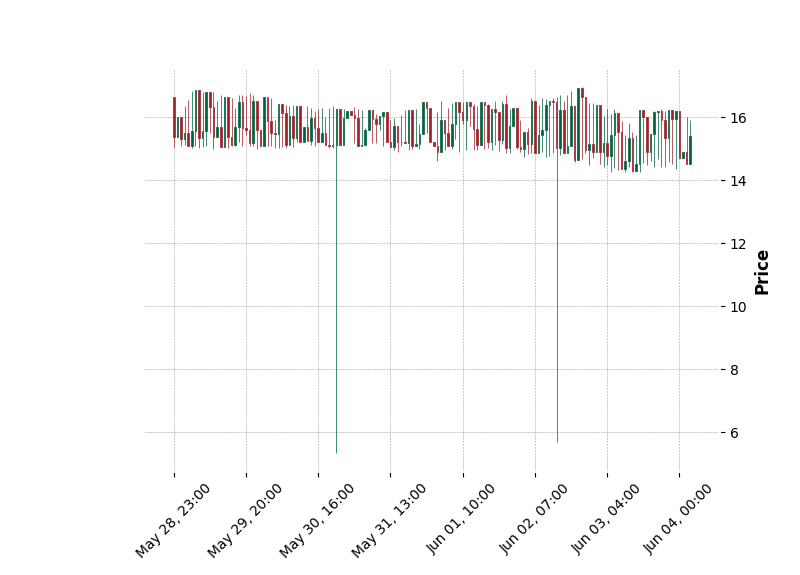 16
14
12
10
8
6
Price
May 28, 23:00
May 29, 20:00
May 30, 16:00
May 31, 13:00
Jun 01, 10:00
Jun 02, 07:00
Jun 03, 04:00
Jun 04, 00:00